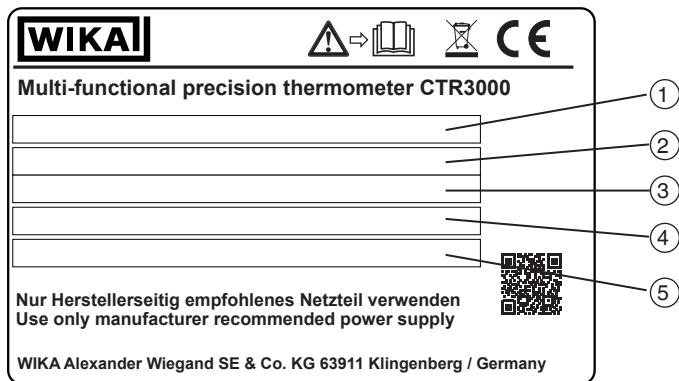 WIKAI
CE
Multi-functional precision thermometer CTR3000
1
2
3
4
5
Nur Herstellerseitig empfohlenes Netzteil verwenden
Use only manufacturer recommended power supply
WIKA Alexander Wiegand SE & Co. KG 63911 Klingenberg / Germany